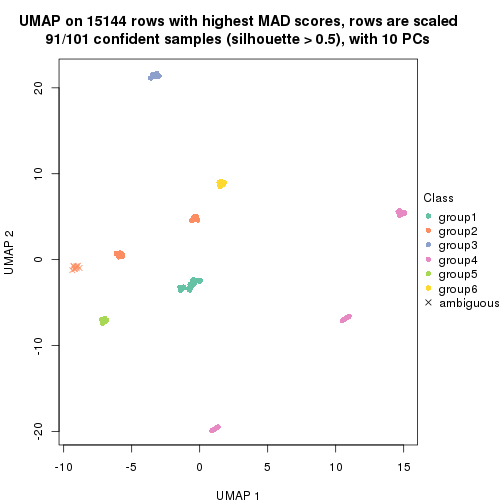 UMAP on 15144 rows with highest MAD scores, rows are scaled
91/101 confident samples (silhouette > 0.5), with 10 PCs
20
10
0
-10
-20
UMAP 2
-10
-5
0
5
10
15
UMAP 1
Class
group1
group2
group3
group4
group5
group6
ambiguous